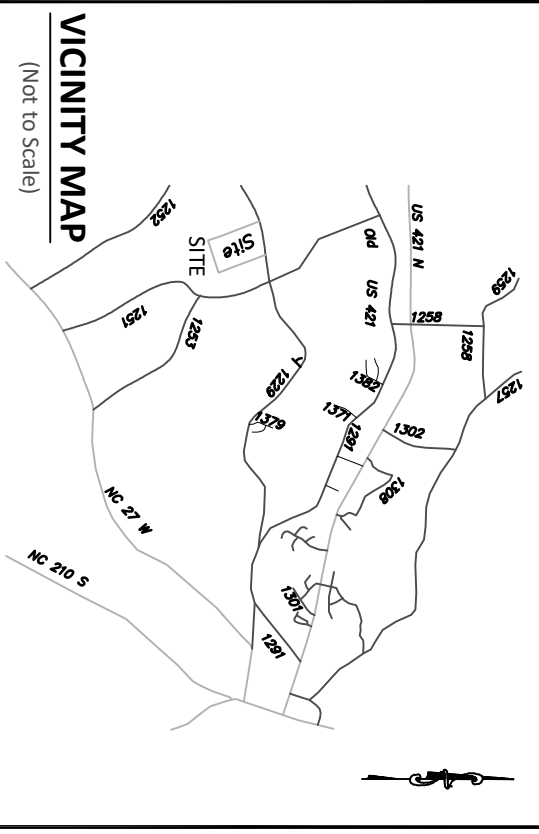 VICINITY MAP
(Not to Scale)
US 421 N
1259
1258
1258
1257
Old US 421
1252
Site
SITE
1251
1253
1229
1382
1371
1291
1302
1379
1308
NC 27 W
NC 210 S
1301
1291